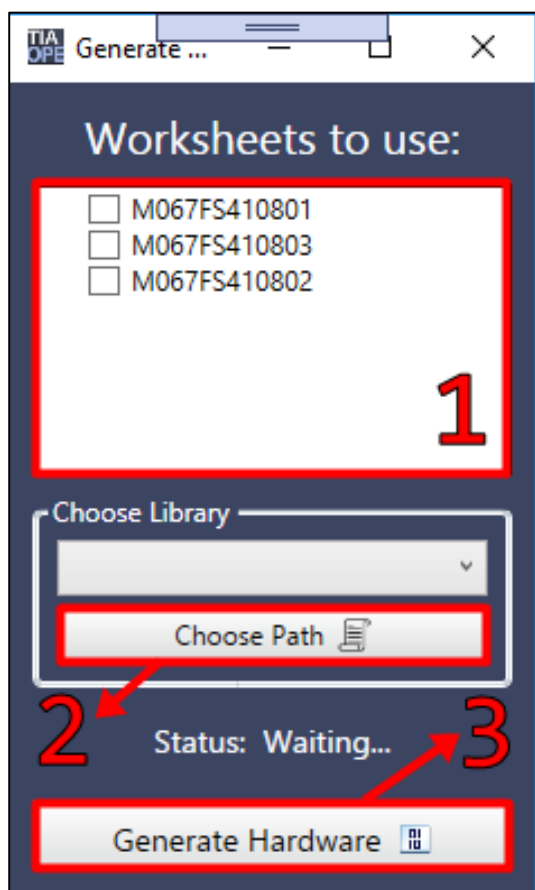 TIA
OPE
Generate ...
Worksheets to use:
M067FS410801
M067FS410803
M067FS410802
1
Choose Library
Choose Path
2
3
Status: Waiting...
Generate Hardware